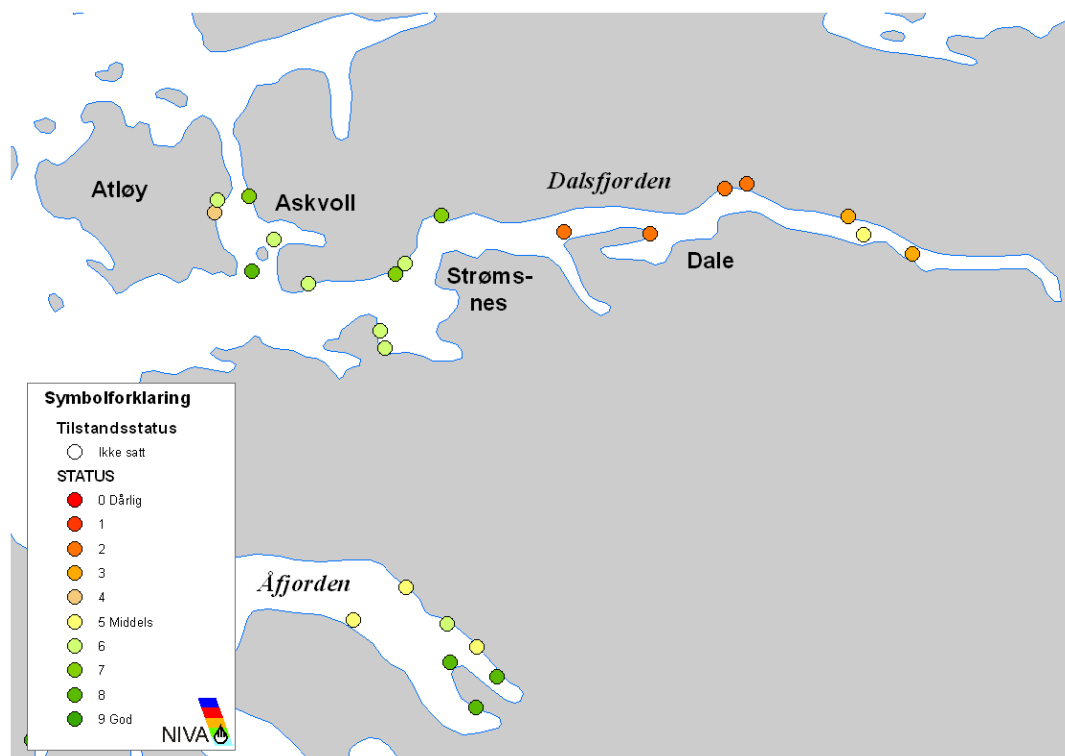 Dalsfjorden
Atløy
Askvoll
Dale
Strøms-
nes
Symbolforklaring
Tilstandsstatus
Ikke satt
STATUS
0 Dårlig
1
2
3
4
5 Middels
6
7
8
9 God
NIVA
Åfjorden